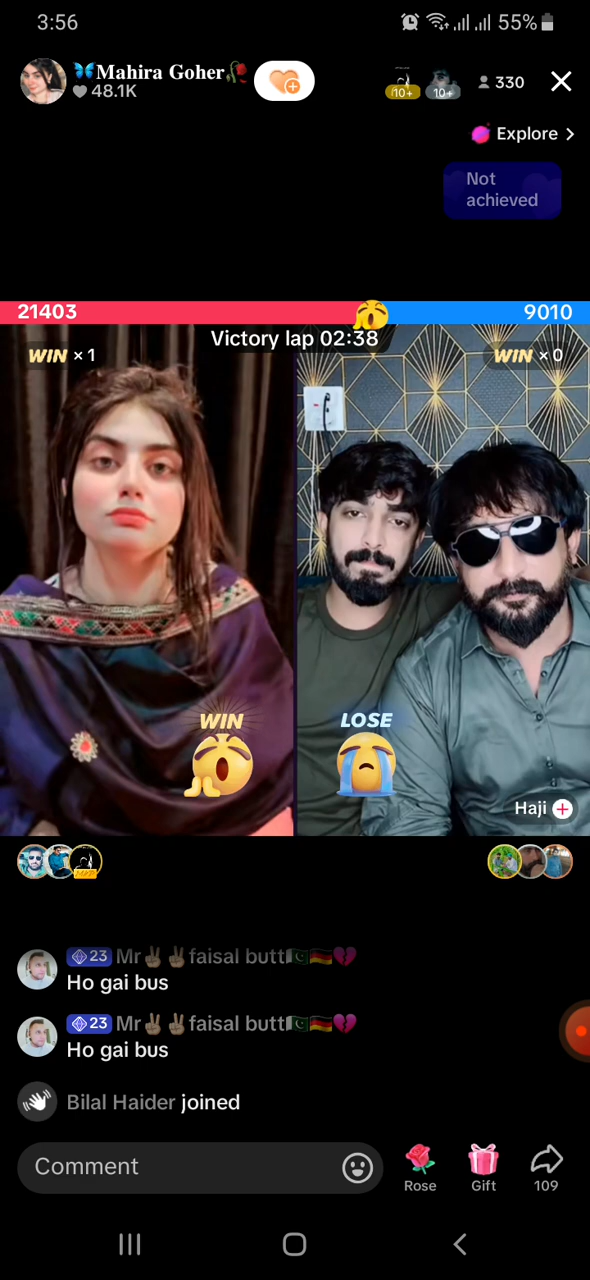 3:56
55%
🦋Mahira Goher🥀
48.1K
10+
10+
330
Explore
Not
achieved
21403
9010
Victory lap 02:38
WIN × 1
WIN × 0
WIN
LOSE
Haji
23 Mr✌🏽✌🏽faisal butt🇵🇰🇩🇪💔
Ho gai bus
23 Mr✌🏽✌🏽faisal butt🇵🇰🇩🇪💔
Ho gai bus
Bilal Haider joined
Comment
Rose
Gift
109